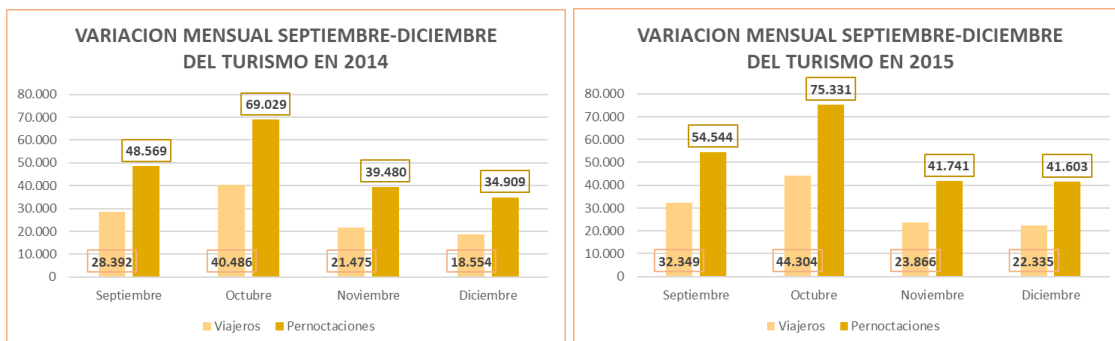 VARIACION MENSUAL SEPTIEMBRE-DICIEMBRE
DEL TURISMO EN 2014
80.000
70.000
60.000
50.000
40.000
30.000
20.000
10.000
0
48.569
69.029
39.480
34.909
28.392
40.486
21.475
18.554
Septiembre
Octubre
Noviembre
Diciembre
Viajeros
Pernoctaciones
VARIACION MENSUAL SEPTIEMBRE-DICIEMBRE
DEL TURISMO EN 2015
80.000
70.000
60.000
50.000
40.000
30.000
20.000
10.000
0
54.544
75.331
41.741
41.603
32.349
44.304
23.866
22.335
Septiembre
Octubre
Noviembre
Diciembre
Viajeros
Pernoctaciones